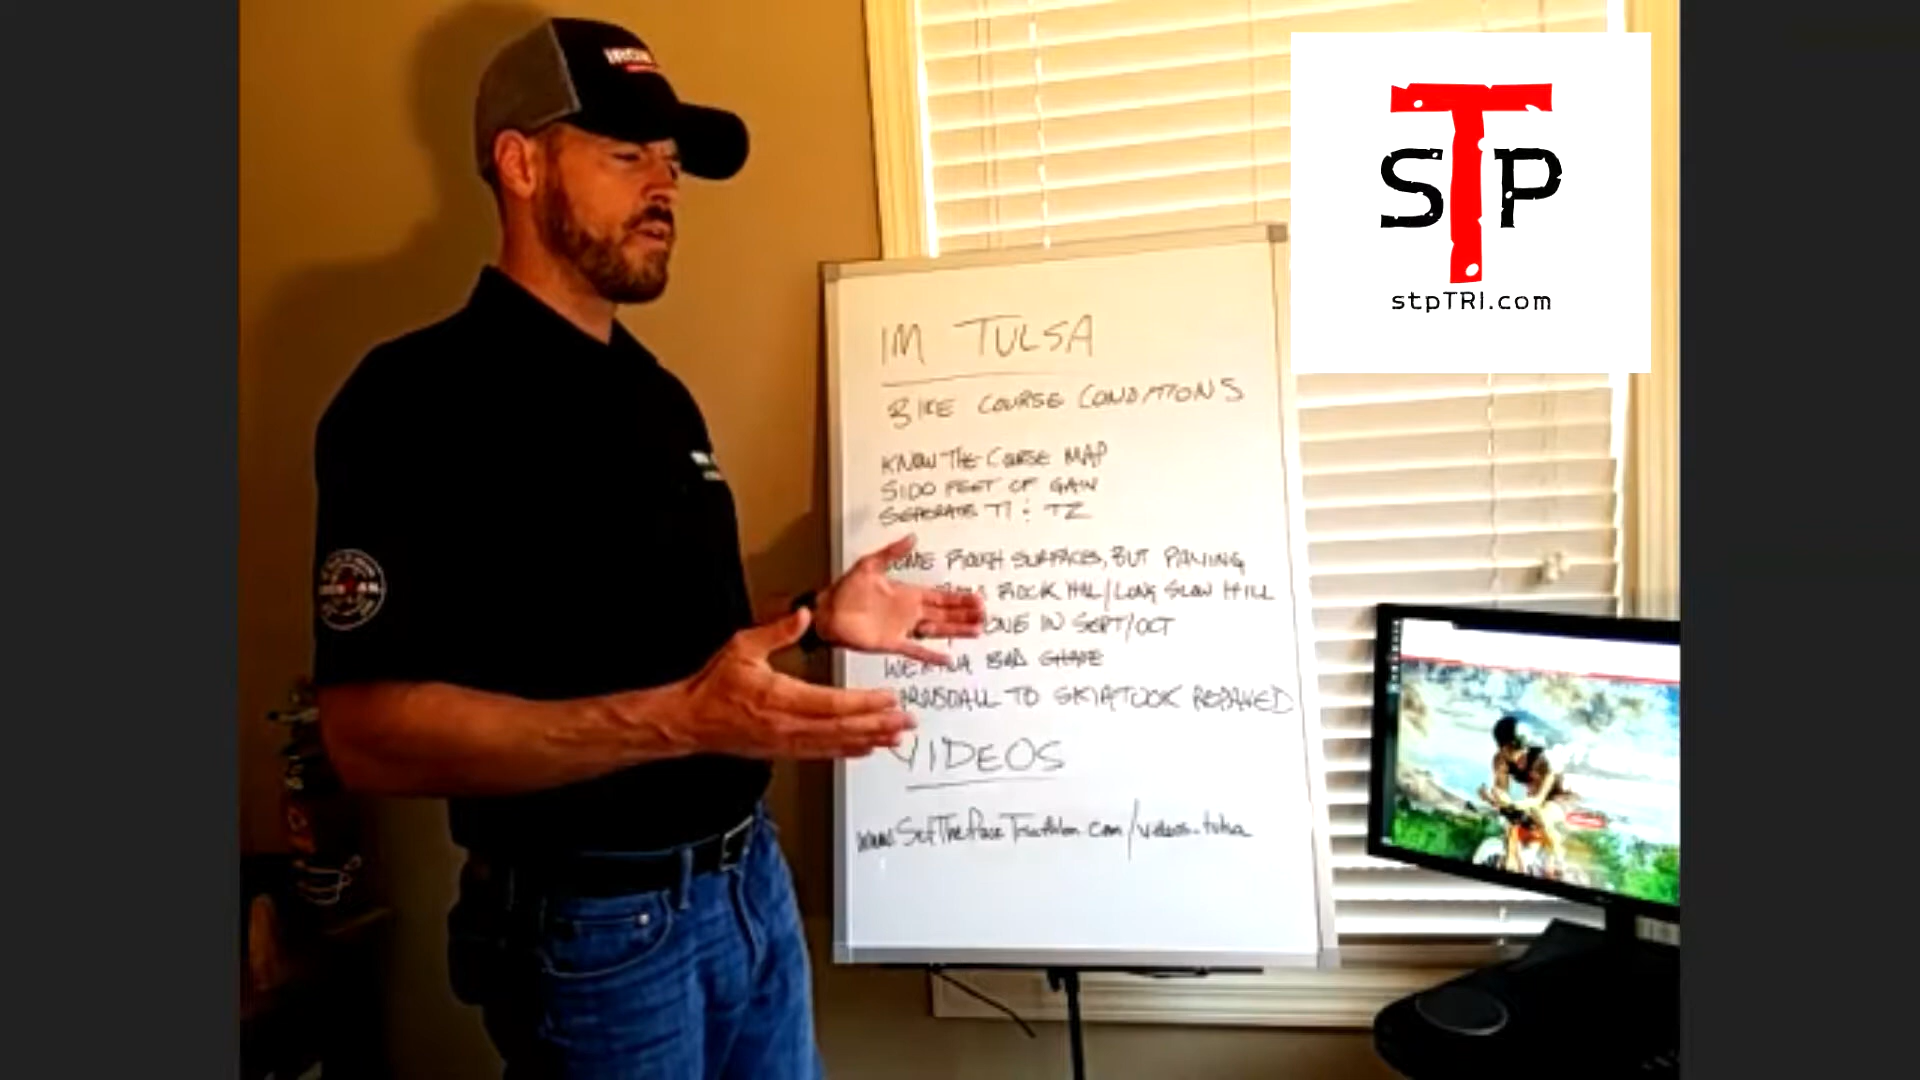 IM TULSA
BIKE COURSE CONDITIONS
KNOW THE COURSE MAP
5100 FEET OF GAIN
SEPERATE T1 & T2
SOME ROUGH SURFACES, BUT PAVING
ROCK HILL/LONG SLOW HILL
IN SEPT/OCT
BAD SHAPE
TO SKIATOOK REPAVED
VIDEOS
www.SetThePaceTriathlon.com/videos-tulsa
STP
stpTRI.com